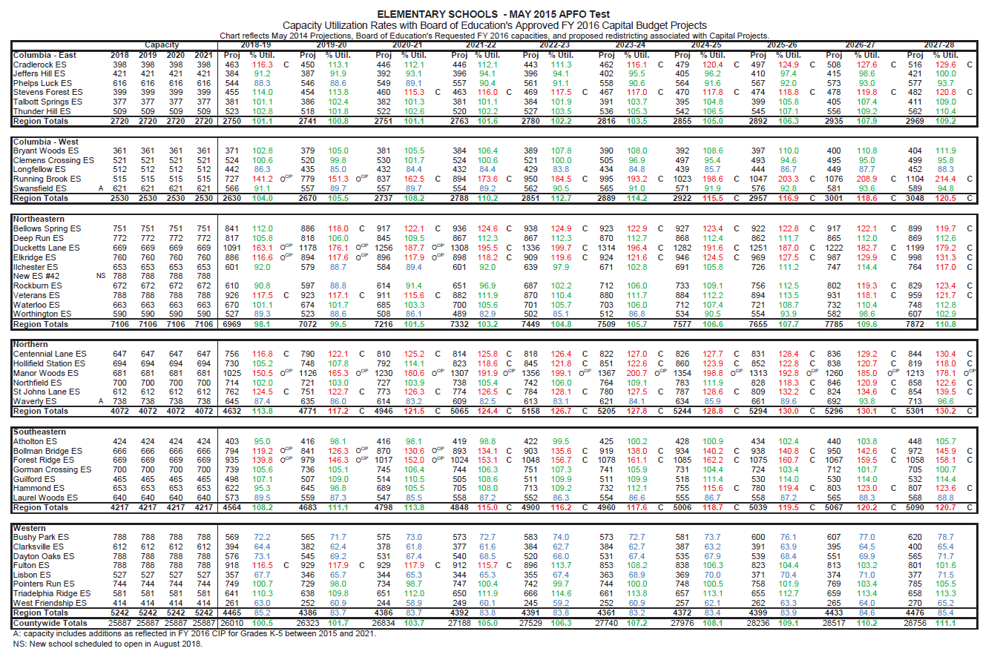 ELEMENTARY SCHOOLS - MAY 2015 APFO Test
Capacity Utilization Rates with Board of Education's Approved FY 2016 Capital Budget Projects
Chart reflects May 2014 Projections, Board of Education's Requested FY 2016 capacities, and proposed redistricting associated with Capital Projects.
Capacity 2018-19 2019-20 2020-21 2021-22 2022-23 2023-24 2024-25 2025-26 2026-27 2027-28
Columbia - East 2018 2019 2020 2021 Proj % Util. Proj % Util. Proj % Util. Proj % Util. Proj % Util. Proj % Util. Proj % Util. Proj % Util. Proj % Util. Proj % Util.
Cradlerock ES 398 398 398 398 463 116.3 C 450 113.1 446 112.1 446 112.1 443 111.3 462 116.1 C 479 120.4 C 497 124.9 C 508 127.6 C 516 129.6 C
Jeffers Hill ES 421 421 421 421 384 91.2 387 91.9 392 93.1 396 94.1 396 94.1 402 95.5 405 96.2 410 97.4 415 98.6 421 100.0
Phelps Luck ES 616 616 616 616 544 88.3 546 88.6 549 89.1 557 90.4 561 91.1 558 90.6 564 91.6 567 92.0 573 93.0 577 93.7
Stevens Forest ES 399 399 399 399 455 114.0 454 113.8 460 115.3 C 463 116.0 C 469 117.5 C 467 117.0 C 470 117.8 C 474 118.8 C 478 119.8 C 482 120.8 C
Talbott Springs ES 377 377 377 377 381 101.1 386 102.4 382 101.3 381 101.1 384 101.9 391 103.7 395 104.8 399 105.8 405 107.4 411 109.0
Thunder Hill ES 509 509 509 509 523 102.8 518 101.8 522 102.6 520 102.2 527 103.5 536 105.3 542 106.5 545 107.1 556 109.2 562 110.4
Region Totals 2720 2720 2720 2720 2750 101.1 2741 100.8 2751 101.1 2763 101.6 2780 102.2 2816 103.5 2855 105.0 2892 106.3 2935 107.9 2969 109.2
Columbia - West
Bryant Woods ES 361 361 361 361 371 102.8 379 105.0 381 105.5 384 106.4 389 107.8 390 108.0 392 108.6 397 110.0 400 110.8 404 111.9
Clemens Crossing ES 521 521 521 521 524 100.6 520 99.8 530 101.7 524 100.6 521 100.0 505 96.9 497 95.4 493 94.6 495 95.0 499 95.8
Longfellow ES 512 512 512 512 442 86.3 435 85.0 432 84.4 432 84.4 429 83.8 434 84.8 439 85.7 444 86.7 449 87.7 452 88.3
Running Brook ES 515 515 515 515 727 141.2 OCIP 779 151.3 OCIP 837 162.5 C 894 173.6 C 950 184.5 C 995 193.2 C 1023 198.6 C 1047 203.3 C 1076 208.9 C 1104 214.4 C
Swansfield ES A 621 621 621 621 566 91.1 557 89.7 557 89.7 554 89.2 562 90.5 565 91.0 571 91.9 576 92.8 581 93.6 589 94.8
Region Totals 2530 2530 2530 2530 2630 104.0 2670 105.5 2737 108.2 2788 110.2 2851 112.7 2889 114.2 2922 115.5 C 2957 116.9 C 3001 118.6 C 3048 120.5 C
Northeastern
Bellows Spring ES 751 751 751 751 841 112.0 886 118.0 C 917 122.1 C 936 124.6 C 938 124.9 C 923 122.9 C 927 123.4 C 922 122.8 C 917 122.1 C 899 119.7 C
Deep Run ES 772 772 772 772 817 105.8 818 106.0 845 109.5 867 112.3 867 112.3 870 112.7 868 112.4 862 111.7 865 112.0 869 112.6
Ducketts Lane ES 669 669 669 669 1091 163.1 OCIP 1178 176.1 OCIP 1256 187.7 OCIP 1308 195.5 C 1336 199.7 C 1314 196.4 C 1282 191.6 C 1251 187.0 C 1222 182.7 C 1199 179.2 C
Elkridge ES 760 760 760 760 886 116.6 OCIP 894 117.6 OCIP 896 117.9 OCIP 898 118.2 C 909 119.6 C 924 121.6 C 946 124.5 C 969 127.5 C 987 129.9 C 998 131.3 C
Ilchester ES 653 653 653 653 601 92.0 579 88.7 584 89.4 601 92.0 639 97.9 671 102.8 691 105.8 726 111.2 747 114.4 764 117.0 C
New ES #42 NS 788 788 788 788
Rockburn ES 672 672 672 672 610 90.8 597 88.8 614 91.4 651 96.9 687 102.2 712 106.0 733 109.1 756 112.5 802 119.3 C 829 123.4 C
Veterans ES 788 788 788 788 926 117.5 C 923 117.1 C 911 115.6 C 882 111.9 870 110.4 880 111.7 884 112.2 894 113.5 931 118.1 C 959 121.7 C
Waterloo ES 663 663 663 663 670 101.1 674 101.7 685 103.3 700 105.6 701 105.7 703 106.0 712 107.4 721 108.7 732 110.4 748 112.8
Worthington ES 590 590 590 590 527 89.3 523 88.6 508 86.1 489 82.9 502 85.1 512 86.8 534 90.5 554 93.9 582 98.6 607 102.9
Region Totals 7106 7106 7106 7106 6969 98.1 7072 99.5 7216 101.5 7332 103.2 7449 104.8 7509 105.7 7577 106.6 7655 107.7 7785 109.6 7872 110.8
Northern
Centennial Lane ES 647 647 647 647 756 116.8 C 790 122.1 C 810 125.2 C 814 125.8 C 818 126.4 C 822 127.0 C 826 127.7 C 831 128.4 C 836 129.2 C 844 130.4 C
Hollifield Station ES 694 694 694 694 730 105.2 748 107.8 792 114.1 823 118.6 C 845 121.8 C 851 122.6 C 860 123.9 C 852 122.8 C 838 120.7 C 819 118.0 C
Manor Woods ES 681 681 681 681 1025 150.5 OCIP 1126 165.3 OCIP 1230 180.6 OCIP 1307 191.9 OCIP 1356 199.1 OCIP 1367 200.7 OCIP 1354 198.8 OCIP 1313 192.8 OCIP 1260 185.0 OCIP 1213 178.1 OCIP
Northfield ES 700 700 700 700 714 102.0 721 103.0 727 103.9 738 105.4 742 106.0 764 109.1 783 111.9 828 118.3 C 846 120.9 C 858 122.6 C
St Johns Lane ES 612 612 612 612 762 124.5 C 751 122.7 C 773 126.3 C 774 126.5 C 784 128.1 C 780 127.5 C 787 128.6 C 809 132.2 C 824 134.6 C 854 139.5 C
Waverly ES A 738 738 738 738 645 87.4 635 86.0 614 83.2 609 82.5 613 83.1 621 84.1 634 85.9 661 89.6 692 93.8 713 96.6
Region Totals 4072 4072 4072 4072 4632 113.8 4771 117.2 C 4946 121.5 C 5065 124.4 C 5158 126.7 C 5205 127.8 C 5244 128.8 C 5294 130.0 C 5296 130.1 C 5301 130.2 C
Southeastern
Atholton ES 424 424 424 424 403 95.0 416 98.1 416 98.1 419 98.8 422 99.5 425 100.2 428 100.9 434 102.4 440 103.8 448 105.7
Bollman Bridge ES 666 666 666 666 794 119.2 OCIP 841 126.3 OCIP 870 130.6 OCIP 893 134.1 C 903 135.6 C 919 138.0 C 934 140.2 C 938 140.8 C 950 142.6 C 972 145.9 C
Forest Ridge ES 669 669 669 669 935 139.8 OCIP 979 146.3 OCIP 1017 152.0 OCIP 1024 153.1 C 1048 156.7 C 1078 161.1 C 1085 162.2 C 1075 160.7 C 1067 159.5 C 1058 158.1 C
Gorman Crossing ES 700 700 700 700 739 105.6 736 105.1 745 106.4 744 106.3 751 107.3 741 105.9 731 104.4 724 103.4 712 101.7 705 100.7
Guilford ES 465 465 465 465 498 107.1 507 109.0 514 110.5 505 108.6 511 109.9 511 109.9 518 111.4 530 114.0 530 114.0 532 114.4
Hammond ES 653 653 653 653 622 95.3 645 98.8 689 105.5 705 108.0 713 109.2 732 112.1 755 115.6 C 780 119.4 C 803 123.0 C 807 123.6 C
Laurel Woods ES 640 640 640 640 573 89.5 559 87.3 547 85.5 558 87.2 552 86.3 554 86.6 555 86.7 558 87.2 565 88.3 568 88.8
Region Totals 4217 4217 4217 4217 4564 108.2 4683 111.1 4798 113.8 4848 115.0 C 4900 116.2 C 4960 117.6 C 5006 118.7 C 5039 119.5 C 5067 120.2 C 5090 120.7 C
Western
Bushy Park ES 788 788 788 788 569 72.2 565 71.7 575 73.0 573 72.7 583 74.0 573 72.7 581 73.7 600 76.1 607 77.0 620 78.7
Clarksville ES 612 612 612 612 394 64.4 382 62.4 378 61.8 377 61.6 384 62.7 384 62.7 387 63.2 391 63.9 395 64.5 400 65.4
Dayton Oaks ES 788 788 788 788 576 73.1 545 69.2 531 67.4 540 68.5 520 66.0 531 67.4 535 67.9 539 68.4 551 69.9 565 71.7
Fulton ES 788 788 788 788 918 116.5 C 929 117.9 C 929 117.9 C 912 115.7 C 896 113.7 853 108.2 838 106.3 823 104.4 813 103.2 801 101.6
Lisbon ES 527 527 527 527 357 67.7 346 65.7 344 65.3 344 65.3 355 67.4 363 68.9 369 70.0 371 70.4 374 71.0 377 71.5
Pointers Run ES 744 744 744 744 749 100.7 729 98.0 734 98.7 747 100.4 742 99.7 744 100.0 748 100.5 758 101.9 769 103.4 785 105.5
Triadelphia Ridge ES 581 581 581 581 641 110.3 638 109.8 651 112.0 650 111.9 666 114.6 661 113.8 657 113.1 655 112.7 659 113.4 658 113.3
West Friendship ES 414 414 414 414 261 63.0 252 60.9 244 58.9 249 60.1 245 59.2 252 60.9 257 62.1 262 63.3 265 64.0 270 65.2
Region Totals 5242 5242 5242 5242 4465 85.2 4386 83.7 4386 83.7 4392 83.8 4391 83.8 4361 83.2 4372 83.4 4399 83.9 4433 84.6 4476 85.4
Countywide Totals 25887 25887 25887 25887 26010 100.5 26323 101.7 26834 103.7 27188 105.0 27529 106.3 27740 107.2 27976 108.1 28236 109.1 28517 110.2 28756 111.1
A: capacity includes additions as reflected in FY 2016 CIP for Grades K-5 between 2015 and 2021.
NS: New school scheduled to open in August 2018.